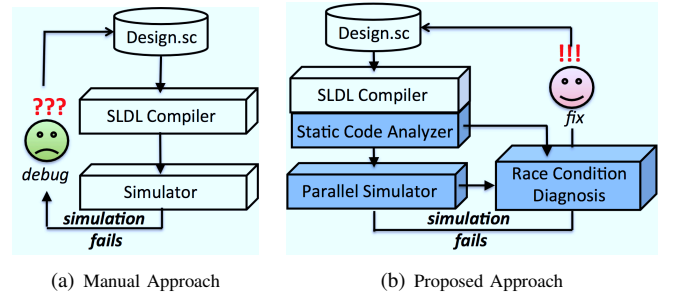 Design.sc
???
SLDL Compiler
debug
Simulator
simulation
fails
(a) Manual Approach
Design.sc
!!!
SLDL Compiler
fix
Static Code Analyzer
Parallel Simulator
Race Condition
Diagnosis
simulation
fails
(b) Proposed Approach